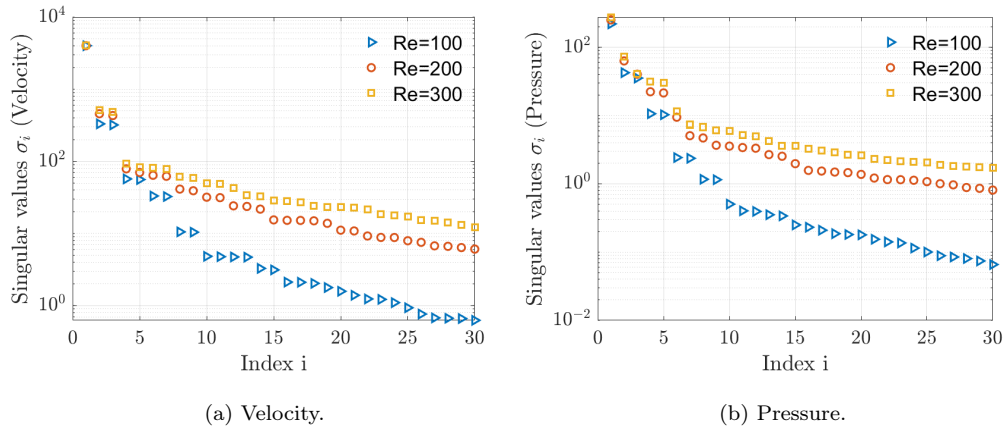 10^4
10^2
10^0
Singular values σ_i (Velocity)
Re=100
Re=200
Re=300
0 5 10 15 20 25 30
Index i
(a) Velocity.
10^2
10^0
10^-2
Singular values σ_i (Pressure)
Re=100
Re=200
Re=300
0 5 10 15 20 25 30
Index i
(b) Pressure.